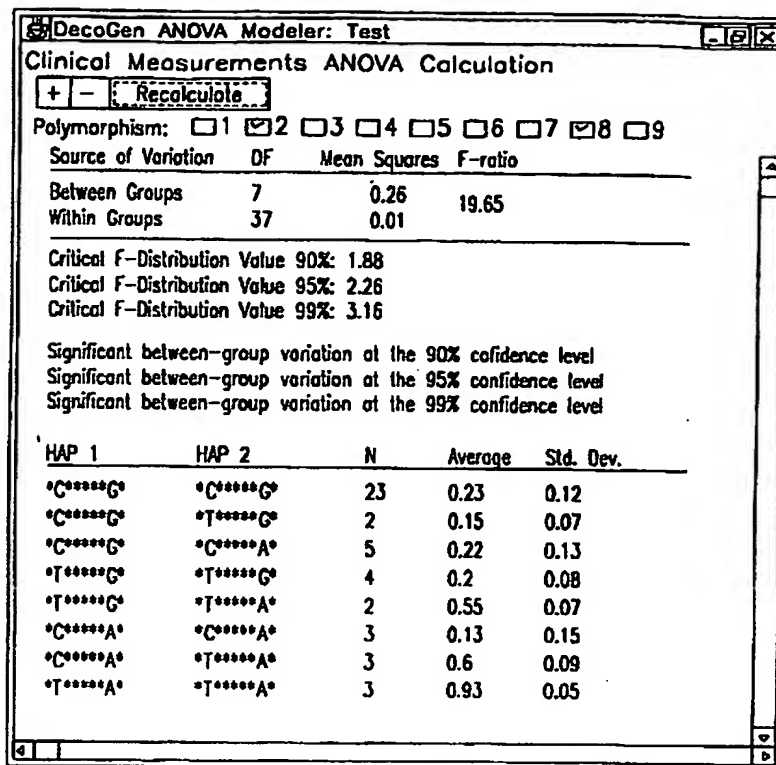 DecoGen ANOVA Modeler: Test
Clinical Measurements ANOVA Calculation
+ - Recalculate
Polymorphism: 1 2 3 4 5 6 7 8 9
Source of Variation DF Mean Squares F-ratio
Between Groups 7 0.26 19.65
Within Groups 37 0.01
Critical F-Distribution Value 90%: 1.88
Critical F-Distribution Value 95%: 2.26
Critical F-Distribution Value 99%: 3.16
Significant between-group variation at the 90% cofidence level
Significant between-group variation at the 95% confidence level
Significant between-group variation at the 99% confidence level
HAP 1 HAP 2 N Average Std. Dev.
*C*****G* *C*****G* 23 0.23 0.12
*C*****G* *T*****G* 2 0.15 0.07
*C*****G* *C*****A* 5 0.22 0.13
*T*****G* *T*****G* 4 0.2 0.08
*T*****G* *T*****A* 2 0.55 0.07
*C*****A* *C*****A* 3 0.13 0.15
*C*****A* *T*****A* 3 0.6 0.09
*T*****A* *T*****A* 3 0.93 0.05